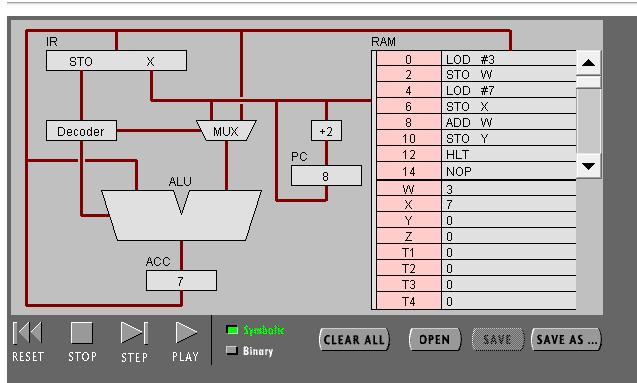 IR
STO X
Decoder
MUX
+2
PC
8
ALU
ACC
7
RAM
0 LOD #3
2 STO W
4 LOD #7
6 STO X
8 ADD W
10 STO Y
12 HLT
14 NOP
W 3
X 7
Y 0
Z 0
T1 0
T2 0
T3 0
T4 0
RESET STOP STEP PLAY
Symbolic
Binary
CLEAR ALL OPEN SAVE SAVE AS ...